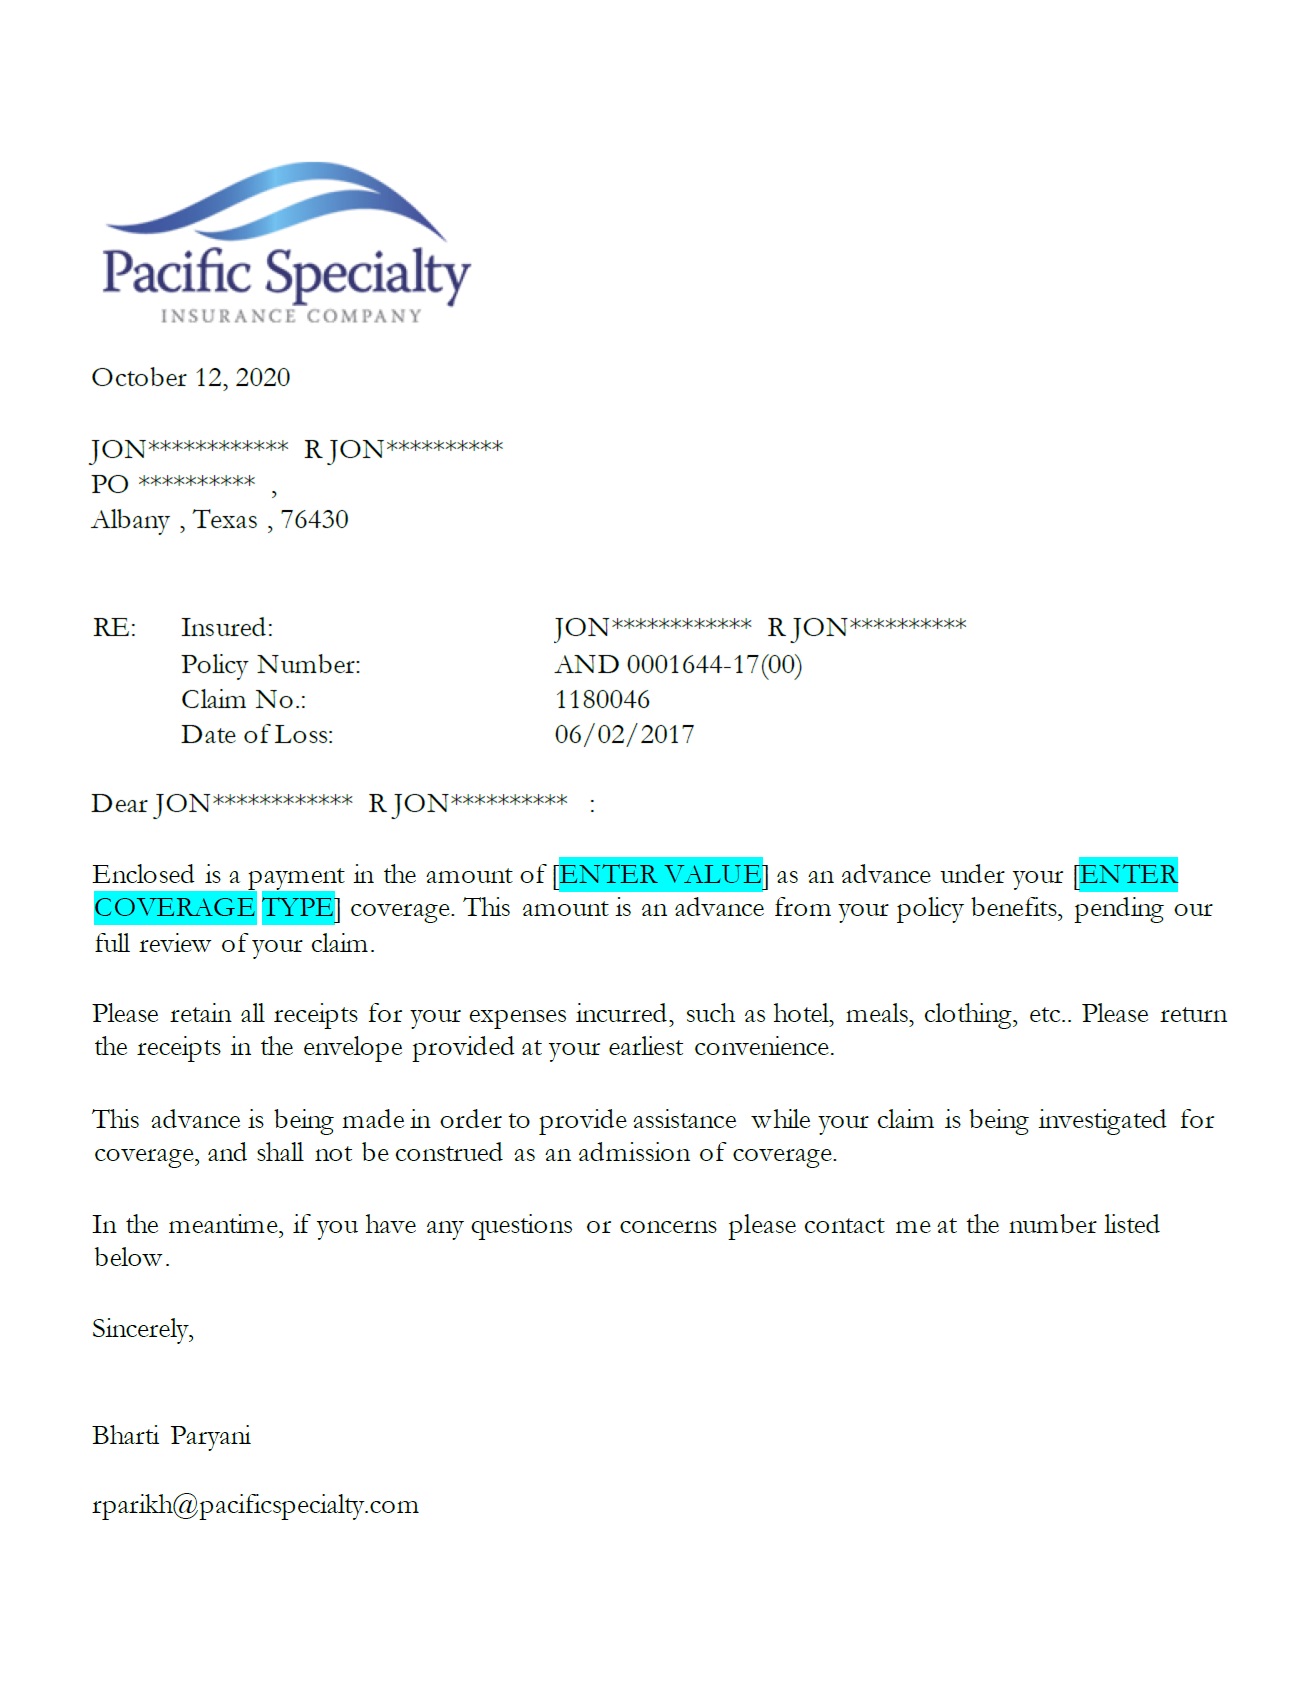 Pacific Specialty
INSURANCE COMPANY
October 12, 2020
JON************ R JON**********
PO ********** ,
Albany , Texas , 76430
RE: Insured: JON************ R JON**********
Policy Number: AND 0001644-17(00)
Claim No.: 1180046
Date of Loss: 06/02/2017
Dear JON************ R JON********** :
Enclosed is a payment in the amount of [ENTER VALUE] as an advance under your [ENTER
COVERAGE TYPE] coverage. This amount is an advance from your policy benefits, pending our
full review of your claim.
Please retain all receipts for your expenses incurred, such as hotel, meals, clothing, etc.. Please return
the receipts in the envelope provided at your earliest convenience.
This advance is being made in order to provide assistance while your claim is being investigated for
coverage, and shall not be construed as an admission of coverage.
In the meantime, if you have any questions or concerns please contact me at the number listed
below.
Sincerely,
Bharti Paryani
rparikh@pacificspecialty.com